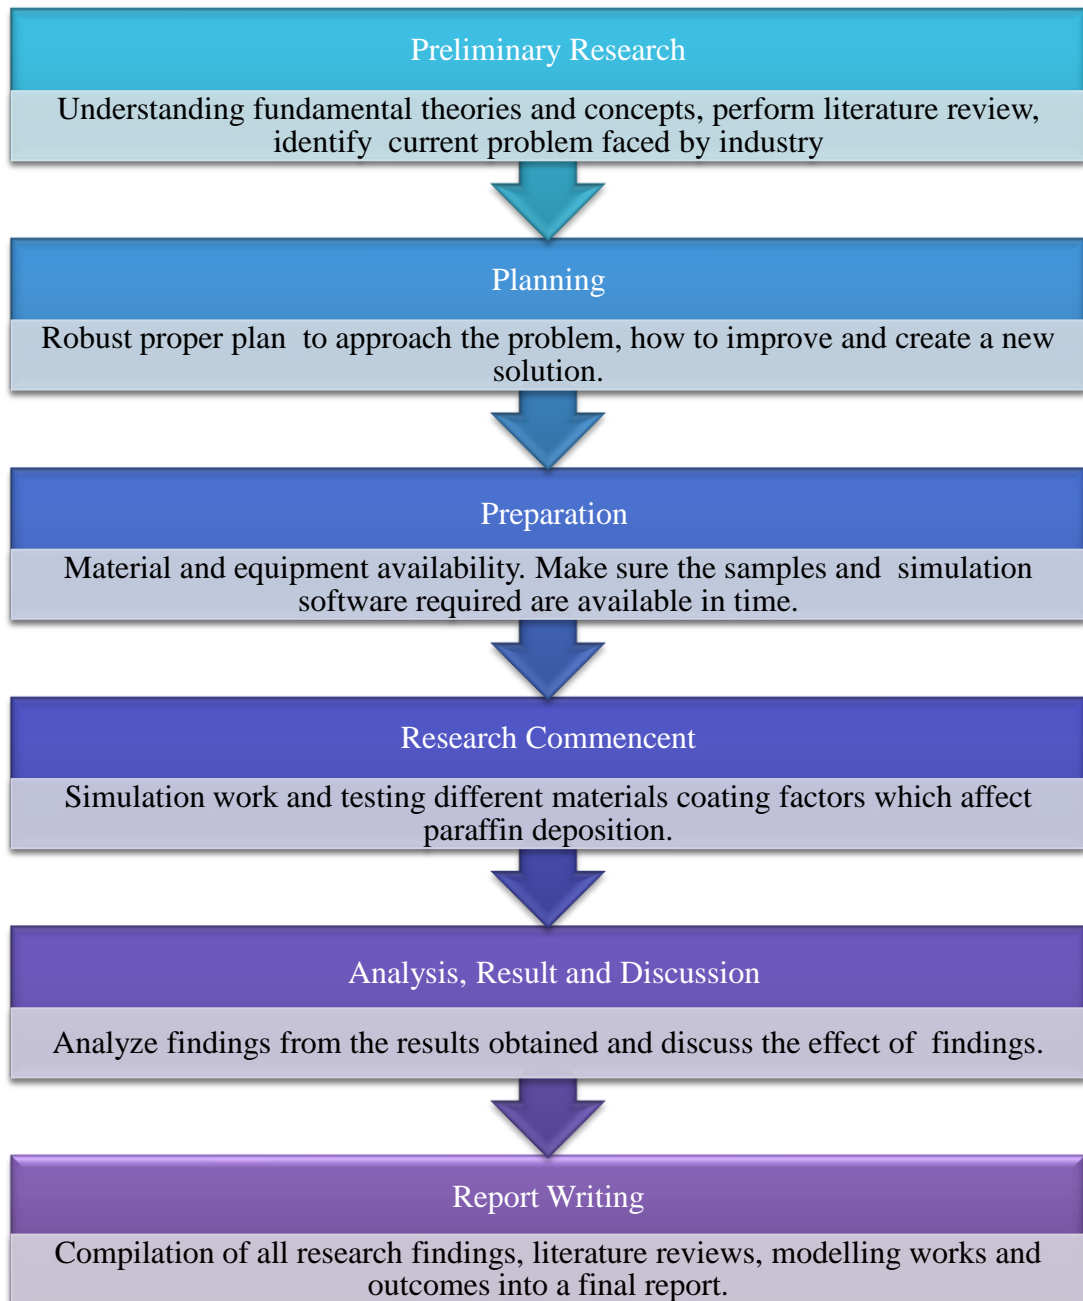 Preliminary Research
Understanding fundamental theories and concepts, perform literature review,
identify current problem faced by industry
Planning
Robust proper plan to approach the problem, how to improve and create a new
solution.
Preparation
Material and equipment availability. Make sure the samples and simulation
software required are available in time.
Research Commencent
Simulation work and testing different materials coating factors which affect
paraffin deposition.
Analysis, Result and Discussion
Analyze findings from the results obtained and discuss the effect of findings.
Report Writing
Compilation of all research findings, literature reviews, modelling works and
outcomes into a final report.